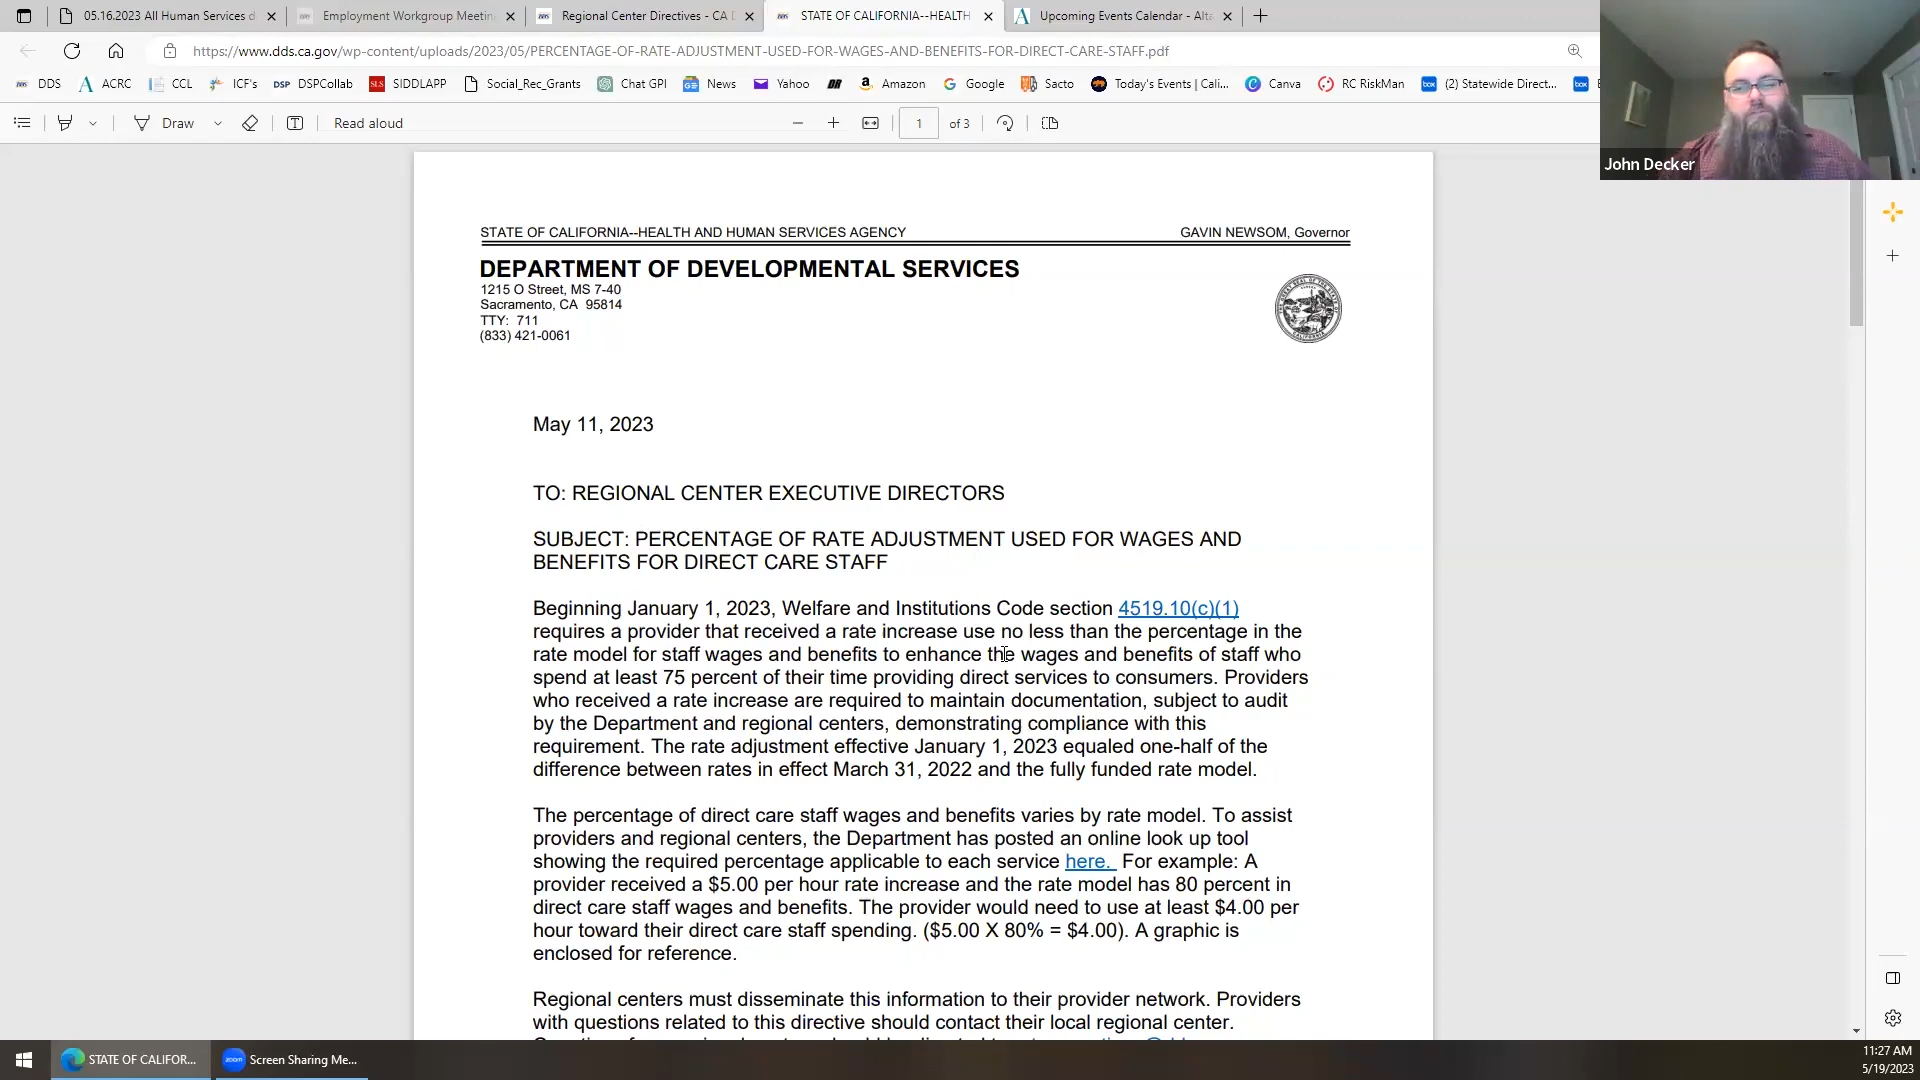 05.16.2023 All Human Services d
Employment Workgroup Meetin
Regional Center Directives - CA D
STATE OF CALIFORNIA--HEALTH
Upcoming Events Calendar - Alta
https://www.dds.ca.gov/wp-content/uploads/2023/05/PERCENTAGE-OF-RATE-ADJUSTMENT-USED-FOR-WAGES-AND-BENEFITS-FOR-DIRECT-CARE-STAFF.pdf
DDS ACRC CCL ICF's DSP DSPCollab SLS SIDDLAPP Social_Rec_Grants Chat GPI News Yahoo Amazon Google Sacto Today's Events | Cali... Canva RC RiskMan box (2) Statewide Direct... box
Draw Read aloud 1 of 3
John Decker
STATE OF CALIFORNIA--HEALTH AND HUMAN SERVICES AGENCY GAVIN NEWSOM, Governor
DEPARTMENT OF DEVELOPMENTAL SERVICES
1215 O Street, MS 7-40
Sacramento, CA 95814
TTY: 711
(833) 421-0061
May 11, 2023
TO: REGIONAL CENTER EXECUTIVE DIRECTORS
SUBJECT: PERCENTAGE OF RATE ADJUSTMENT USED FOR WAGES AND
BENEFITS FOR DIRECT CARE STAFF
Beginning January 1, 2023, Welfare and Institutions Code section 4519.10(c)(1)
requires a provider that received a rate increase use no less than the percentage in the
rate model for staff wages and benefits to enhance the wages and benefits of staff who
spend at least 75 percent of their time providing direct services to consumers. Providers
who received a rate increase are required to maintain documentation, subject to audit
by the Department and regional centers, demonstrating compliance with this
requirement. The rate adjustment effective January 1, 2023 equaled one-half of the
difference between rates in effect March 31, 2022 and the fully funded rate model.
The percentage of direct care staff wages and benefits varies by rate model. To assist
providers and regional centers, the Department has posted an online look up tool
showing the required percentage applicable to each service here. For example: A
provider received a $5.00 per hour rate increase and the rate model has 80 percent in
direct care staff wages and benefits. The provider would need to use at least $4.00 per
hour toward their direct care staff spending. ($5.00 X 80% = $4.00). A graphic is
enclosed for reference.
Regional centers must disseminate this information to their provider network. Providers
with questions related to this directive should contact their local regional center.
STATE OF CALIFOR...
zoom Screen Sharing Me...
11:27 AM
5/19/2023